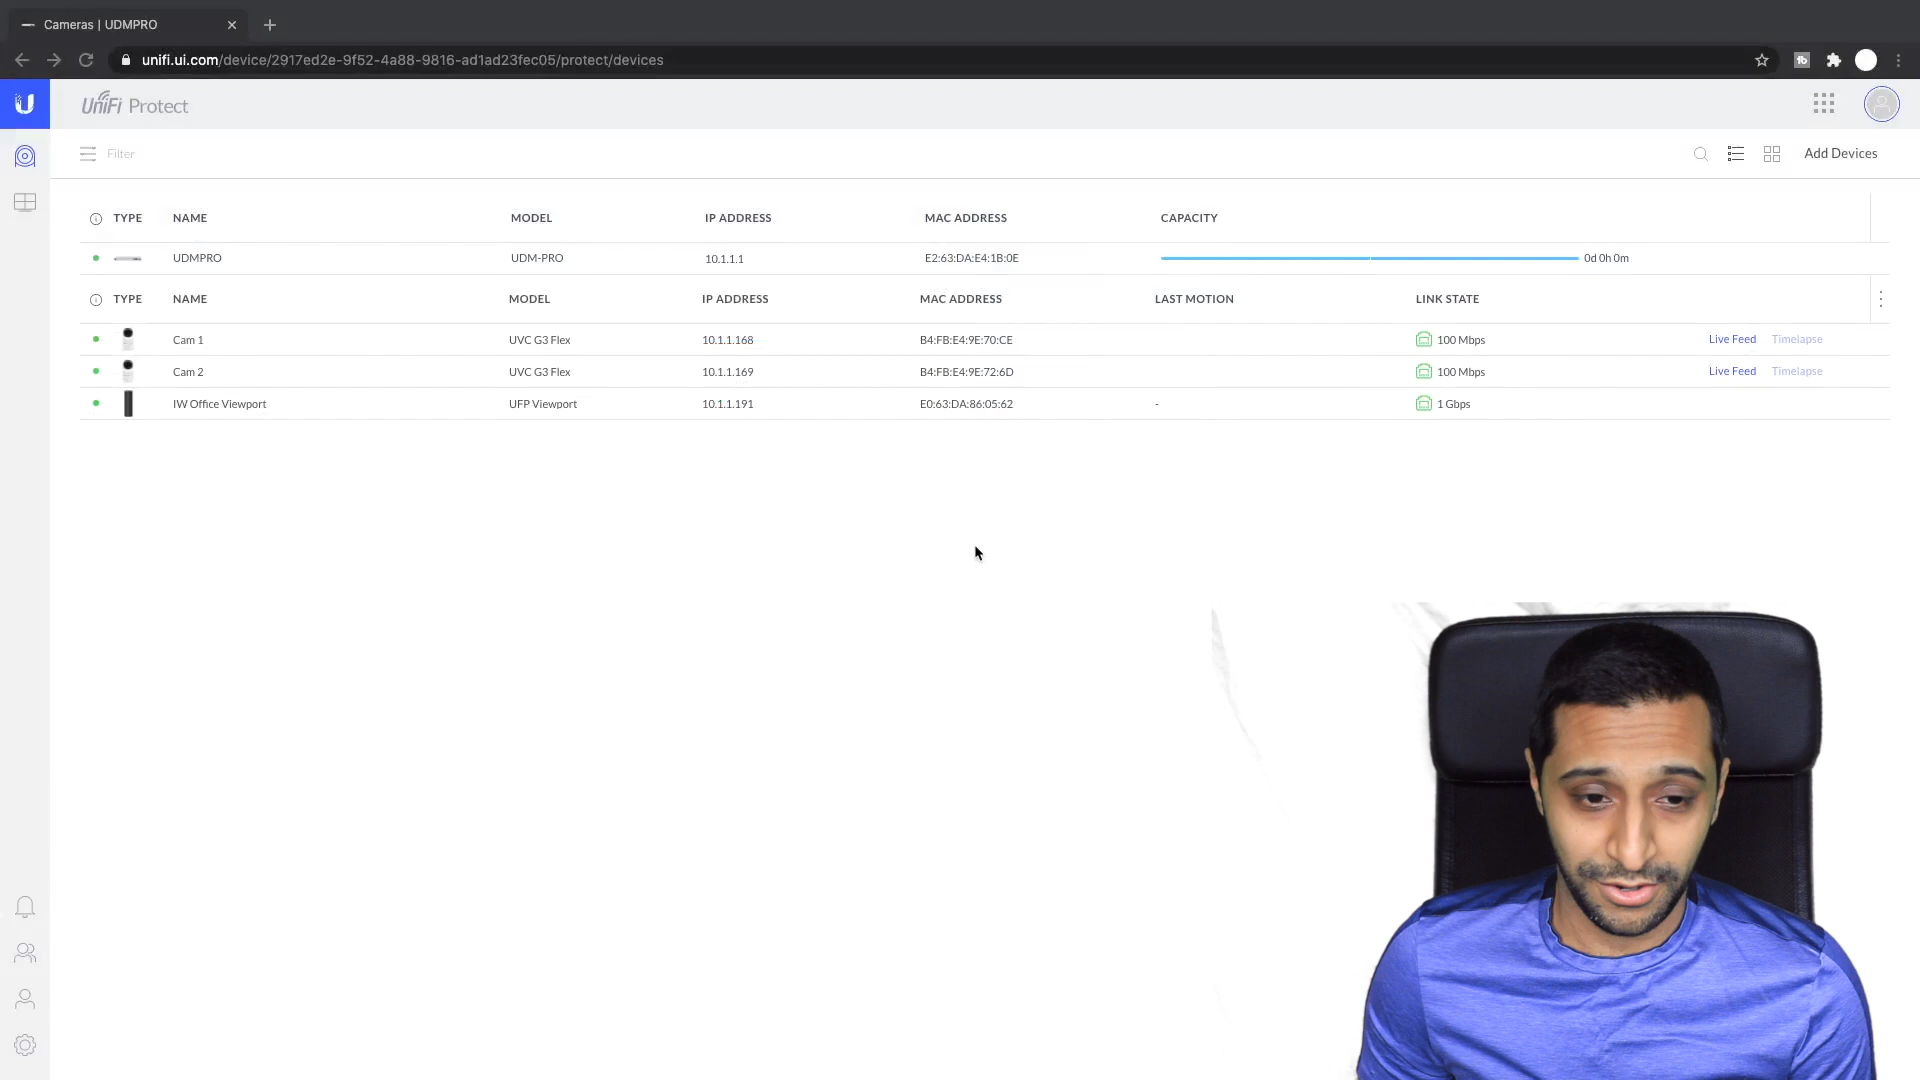 Cameras | UDMPRO
unifi.ui.com/device/2917ed2e-9f52-4a88-9816-ad1ad23fec05/protect/devices
UniFi Protect
Filter
Add Devices
TYPE NAME MODEL IP ADDRESS MAC ADDRESS CAPACITY
UDMPRO UDM-PRO 10.1.1.1 E2:63:DA:E4:1B:0E 0d 0h 0m
TYPE NAME MODEL IP ADDRESS MAC ADDRESS LAST MOTION LINK STATE
Cam 1 UVC G3 Flex 10.1.1.168 B4:FB:E4:9E:70:CE 100 Mbps Live Feed Timelapse
Cam 2 UVC G3 Flex 10.1.1.169 B4:FB:E4:9E:72:6D 100 Mbps Live Feed Timelapse
IW Office Viewport UFP Viewport 10.1.1.191 E0:63:DA:86:05:62 - 1 Gbps